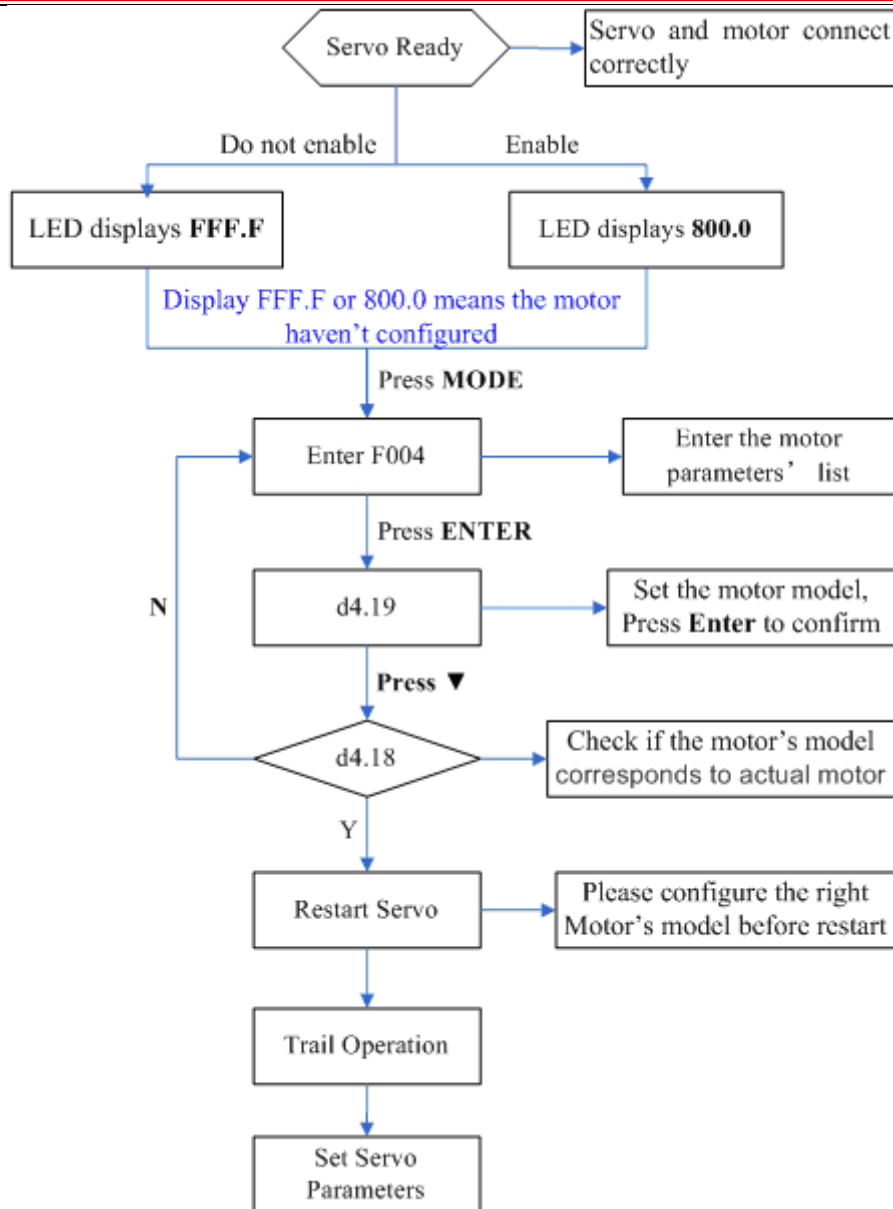 Servo Ready
Servo and motor connect
correctly
Do not enable
Enable
LED displays FFF.F
LED displays 800.0
Display FFF.F or 800.0 means the motor
haven't configured
Press MODE
Enter F004
Enter the motor
parameters' list
Press ENTER
N
d4.19
Set the motor model,
Press Enter to confirm
Press ▼
d4.18
Check if the motor's model
corresponds to actual motor
Y
Restart Servo
Please configure the right
Motor's model before restart
Trail Operation
Set Servo
Parameters